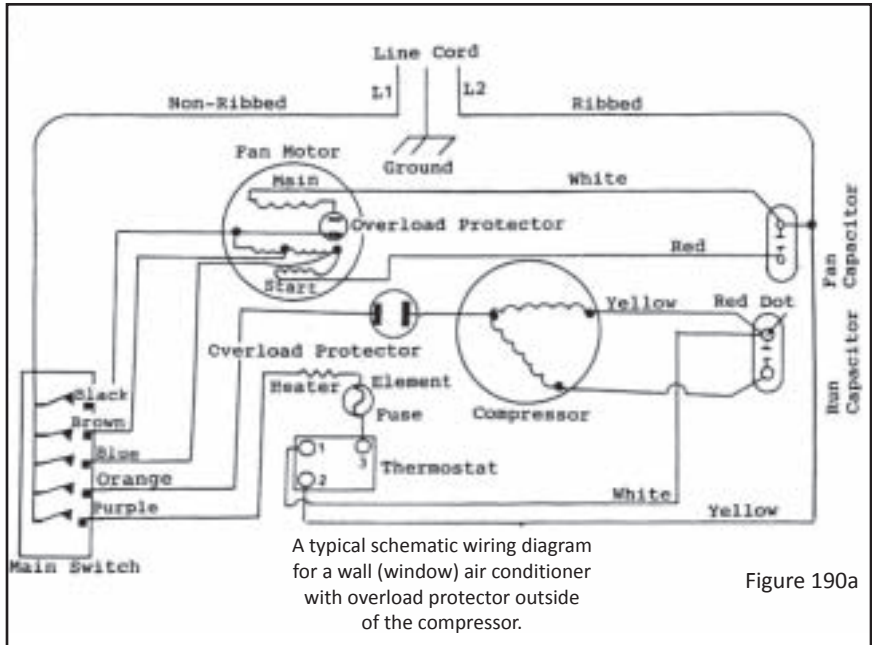 Line Cord
L1
L2
Non-Ribbed
Ribbed
Ground
Fan Motor
Main
White
Overload Protector
Red
Start
Fan
Capacitor
Yellow
Red Dot
Overload Protector
Heater
Element
Fuse
Compressor
Run
Capacitor
Black
Brown
Blue
Orange
Purple
1
2
3
Thermostat
White
Yellow
Main Switch
A typical schematic wiring diagram
for a wall (window) air conditioner
with overload protector outside
of the compressor.
Figure 190a